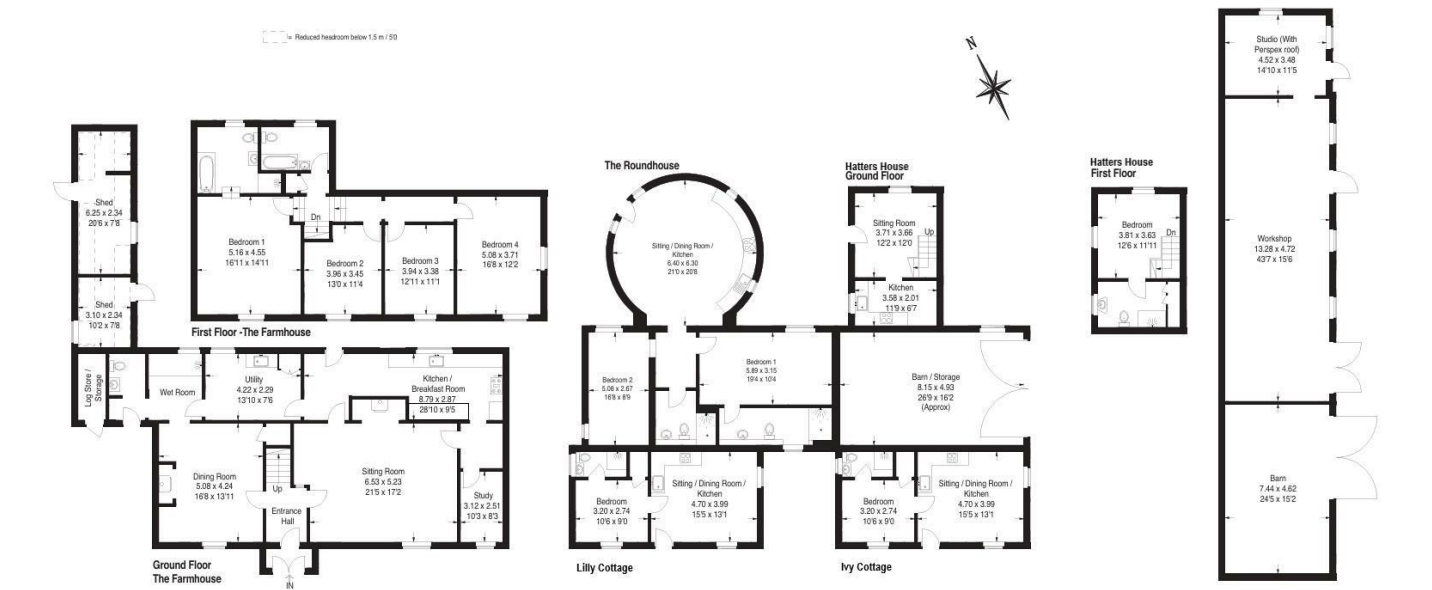 = Reduced headroom below 1.5 m / 5'0
N
Studio (With
Perspex roof)
4.52 x 3.48
14'10 x 11'5
Workshop
13.28 x 4.72
43'7 x 15'6
Barn
7.44 x 4.62
24'5 x 15'2
Shed
6.25 x 2.34
20'6 x 7'8
Shed
3.10 x 2.34
10'2 x 7'8
Dn
Bedroom 1
5.16 x 4.55
16'11 x 14'11
Bedroom 2
3.96 x 3.45
13'0 x 11'4
Bedroom 3
3.94 x 3.38
12'11 x 11'1
Bedroom 4
5.08 x 3.71
16'8 x 12'2
First Floor -The Farmhouse
Log Store /
Storage
Wet Room
Utility
4.22 x 2.29
13'10 x 7'6
Kitchen /
Breakfast Room
8.79 x 2.87
28'10 x 9'5
Dining Room
5.08 x 4.24
16'8 x 13'11
Up
Entrance
Hall
Sitting Room
6.53 x 5.23
21'5 x 17'2
Study
3.12 x 2.51
10'3 x 8'3
IN
Ground Floor
The Farmhouse
The Roundhouse
Sitting / Dining Room /
Kitchen
6.40 x 6.30
21'0 x 20'8
Bedroom 2
5.08 x 2.67
16'8 x 8'9
Bedroom 1
5.89 x 3.15
19'4 x 10'4
Hatters House
Ground Floor
Sitting Room
3.71 x 3.66
12'2 x 12'0
Up
Kitchen
3.58 x 2.01
11'9 x 6'7
Barn / Storage
8.15 x 4.93
26'9 x 16'2
(Approx)
Hatters House
First Floor
Bedroom
3.81 x 3.63
12'6 x 11'11
Dn
Bedroom
3.20 x 2.74
10'6 x 9'0
Sitting / Dining Room /
Kitchen
4.70 x 3.99
15'5 x 13'1
Lilly Cottage
Bedroom
3.20 x 2.74
10'6 x 9'0
Sitting / Dining Room /
Kitchen
4.70 x 3.99
15'5 x 13'1
Ivy Cottage